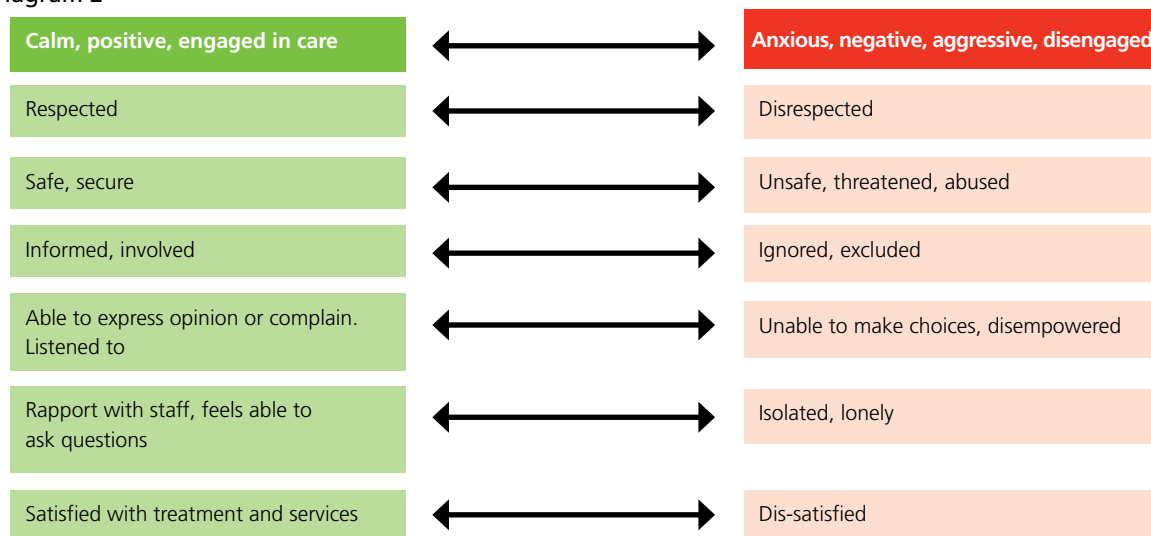 Calm, positive, engaged in care
Anxious, negative, aggressive, disengaged
Respected
Disrespected
Safe, secure
Unsafe, threatened, abused
Informed, involved
Ignored, excluded
Able to express opinion or complain.
Listened to
Unable to make choices, disempowered
Rapport with staff, feels able to
ask questions
Isolated, lonely
Satisfied with treatment and services
Dis-satisfied